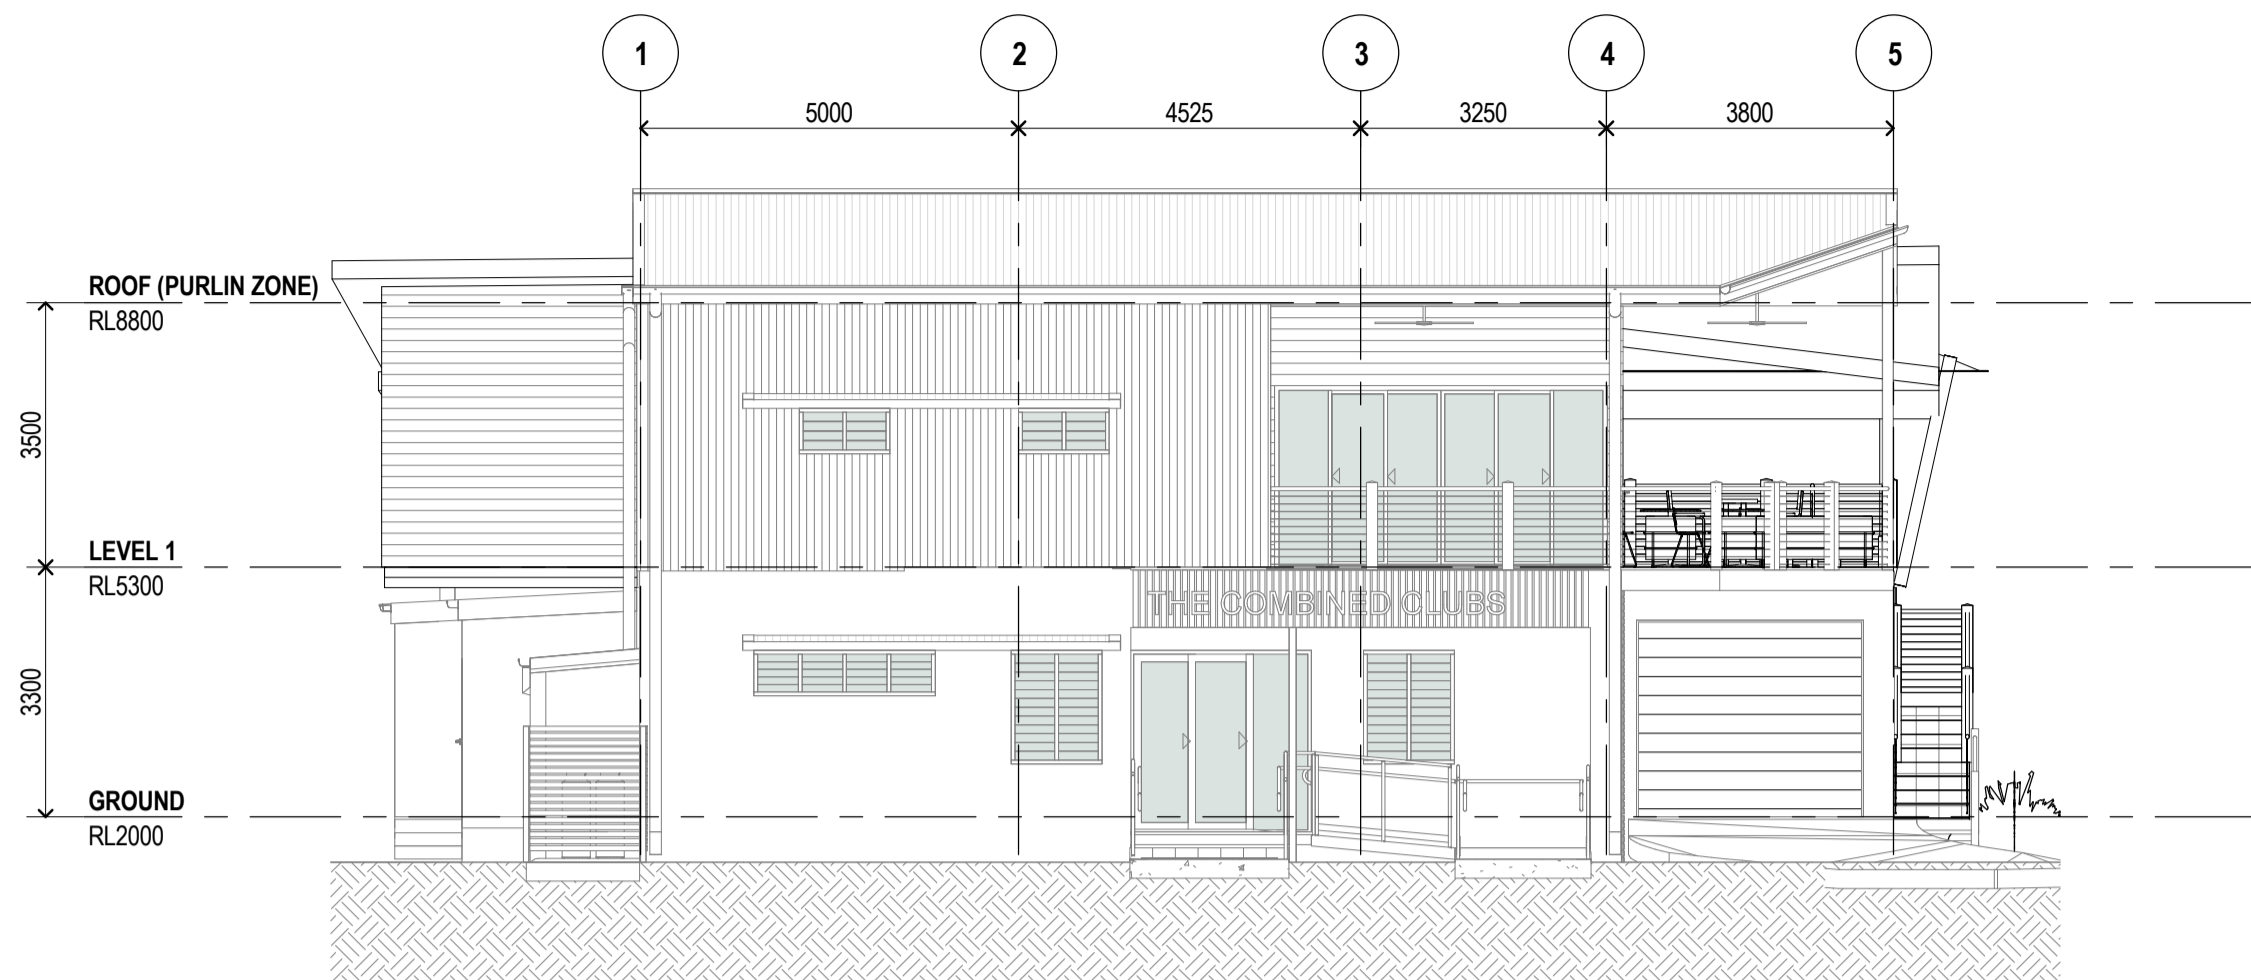 1 2 3 4 5
5000 4525 3250 3800
ROOF (PURLIN ZONE)
RL8800
3500
LEVEL 1
RL5300
THE COMBINED CLUBS
3300
GROUND
RL2000